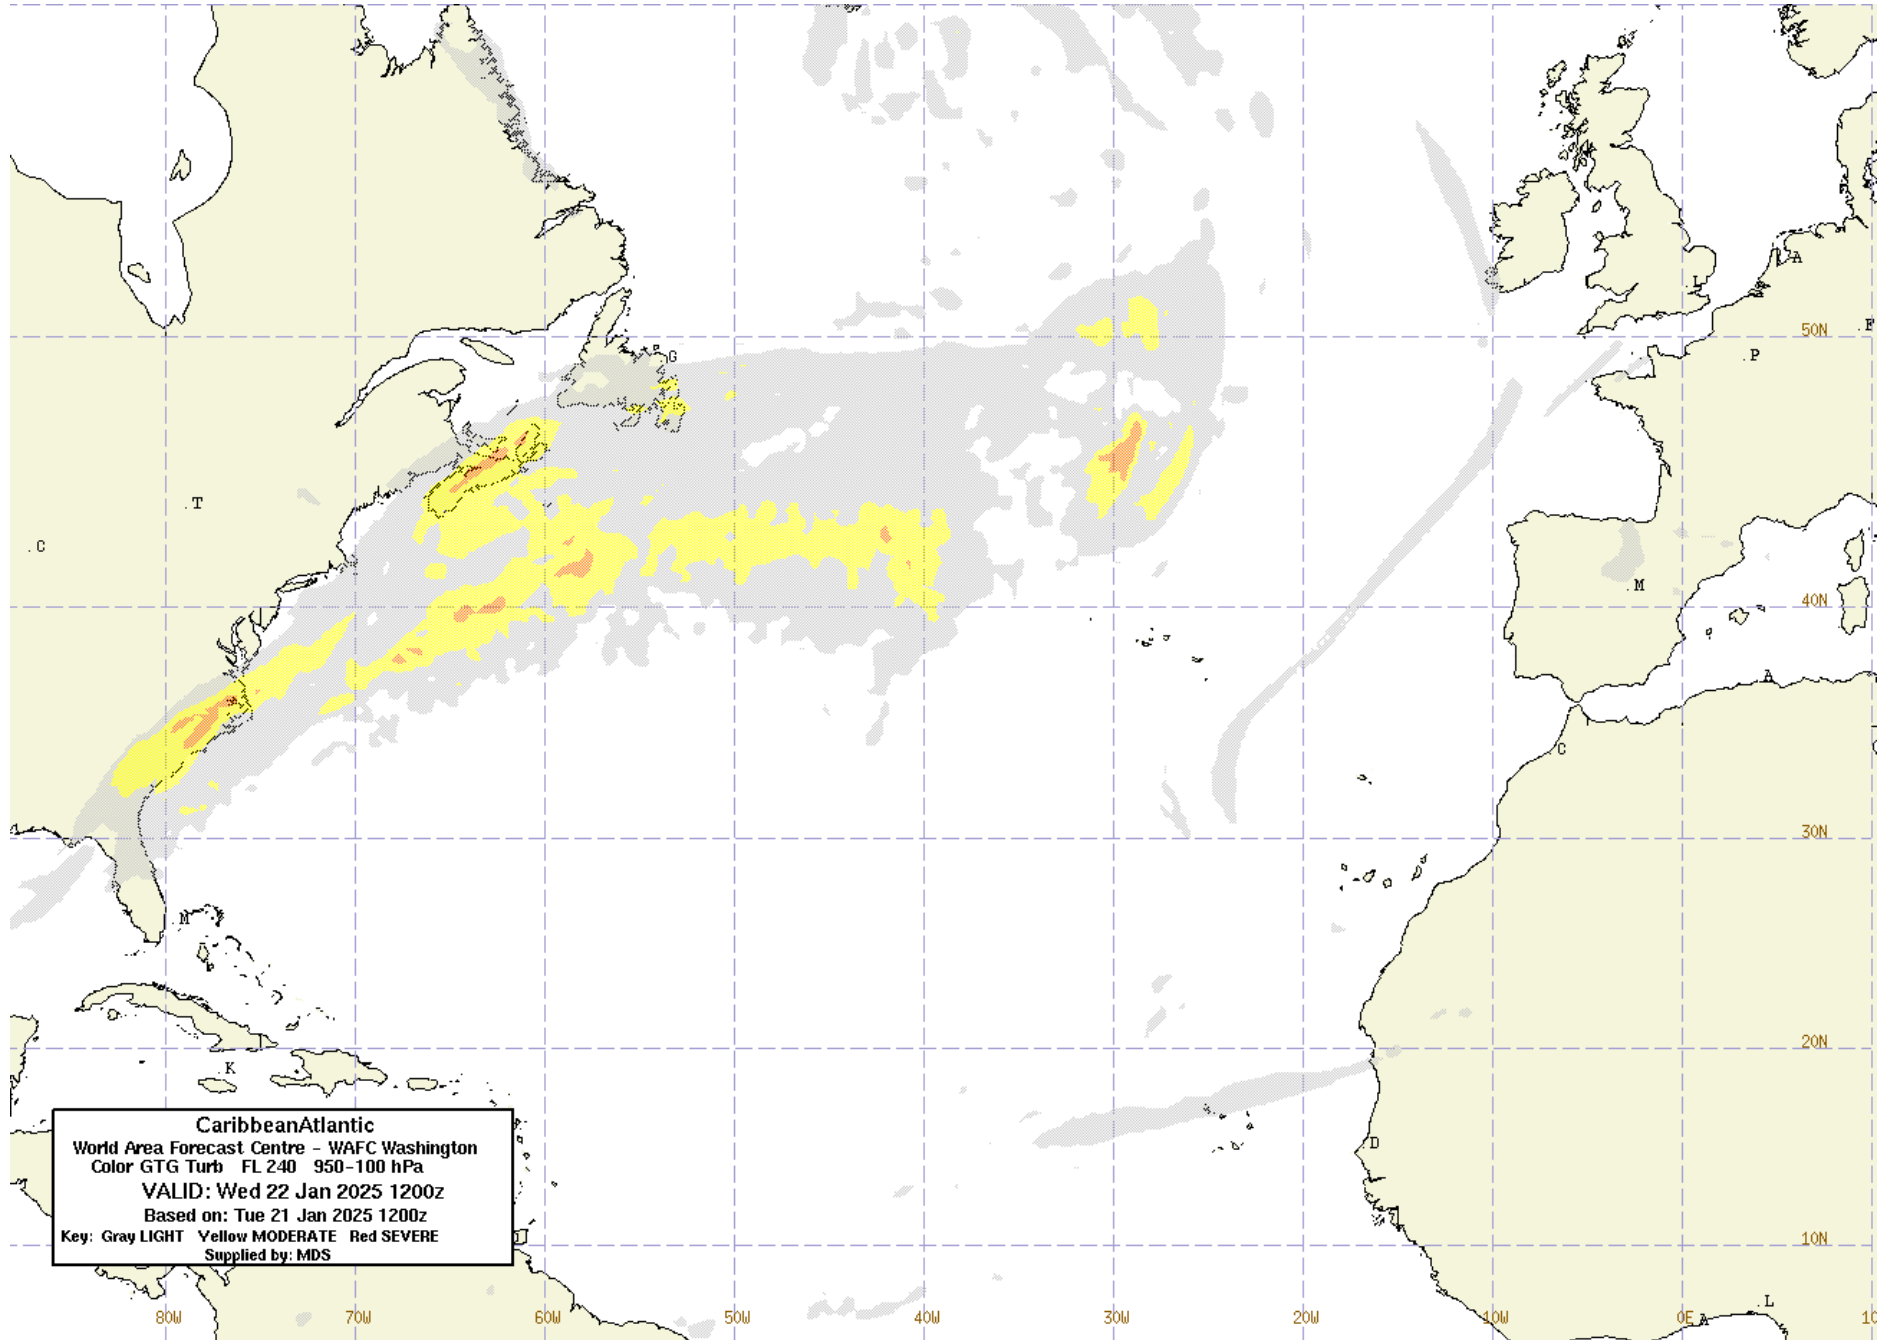 L
A
50N
F
G
P
T
C
M
40N
A
C
30N
M
20N
K
D
CaribbeanAtlantic
World Area Forecast Centre - WAFC Washington
Color GTG Turb FL 240 950-100 hPa
VALID: Wed 22 Jan 2025 1200z
Based on: Tue 21 Jan 2025 1200z
Key: Gray LIGHT Yellow MODERATE Red SEVERE
Supplied by: MDS
10N
L
A
80W 70W 60W 50W 40W 30W 20W 10W 0E 10